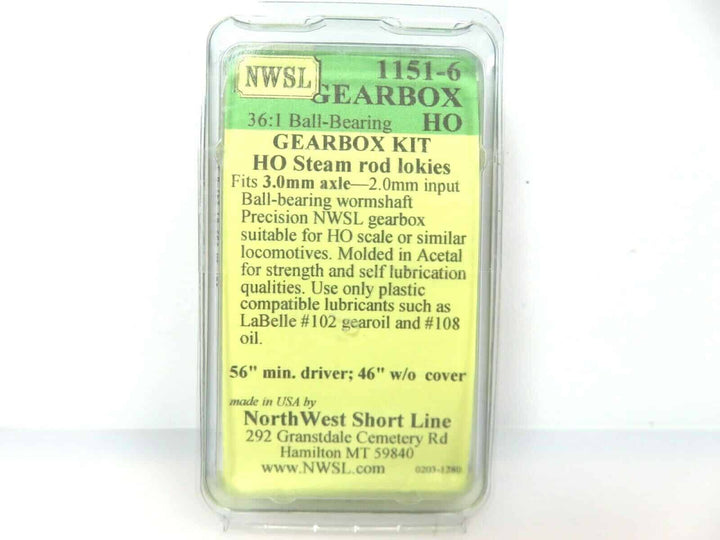 NWSL
1151-6
GEARBOX
36:1 Ball-Bearing HO
GEARBOX KIT
HO Steam rod lokies
Fits 3.0mm axle—2.0mm input
Ball-bearing wormshaft
Precision NWSL gearbox
suitable for HO scale or similar
locomotives. Molded in Acetal
for strength and self lubrication
qualities. Use only plastic
compatible lubricants such as
LaBelle #102 gearoil and #108
oil.
56" min. driver; 46" w/o cover
made in USA by
NorthWest Short Line
292 Granstdale Cemetery Rd
Hamilton MT 59840
www.NWSL.com 0203-1280